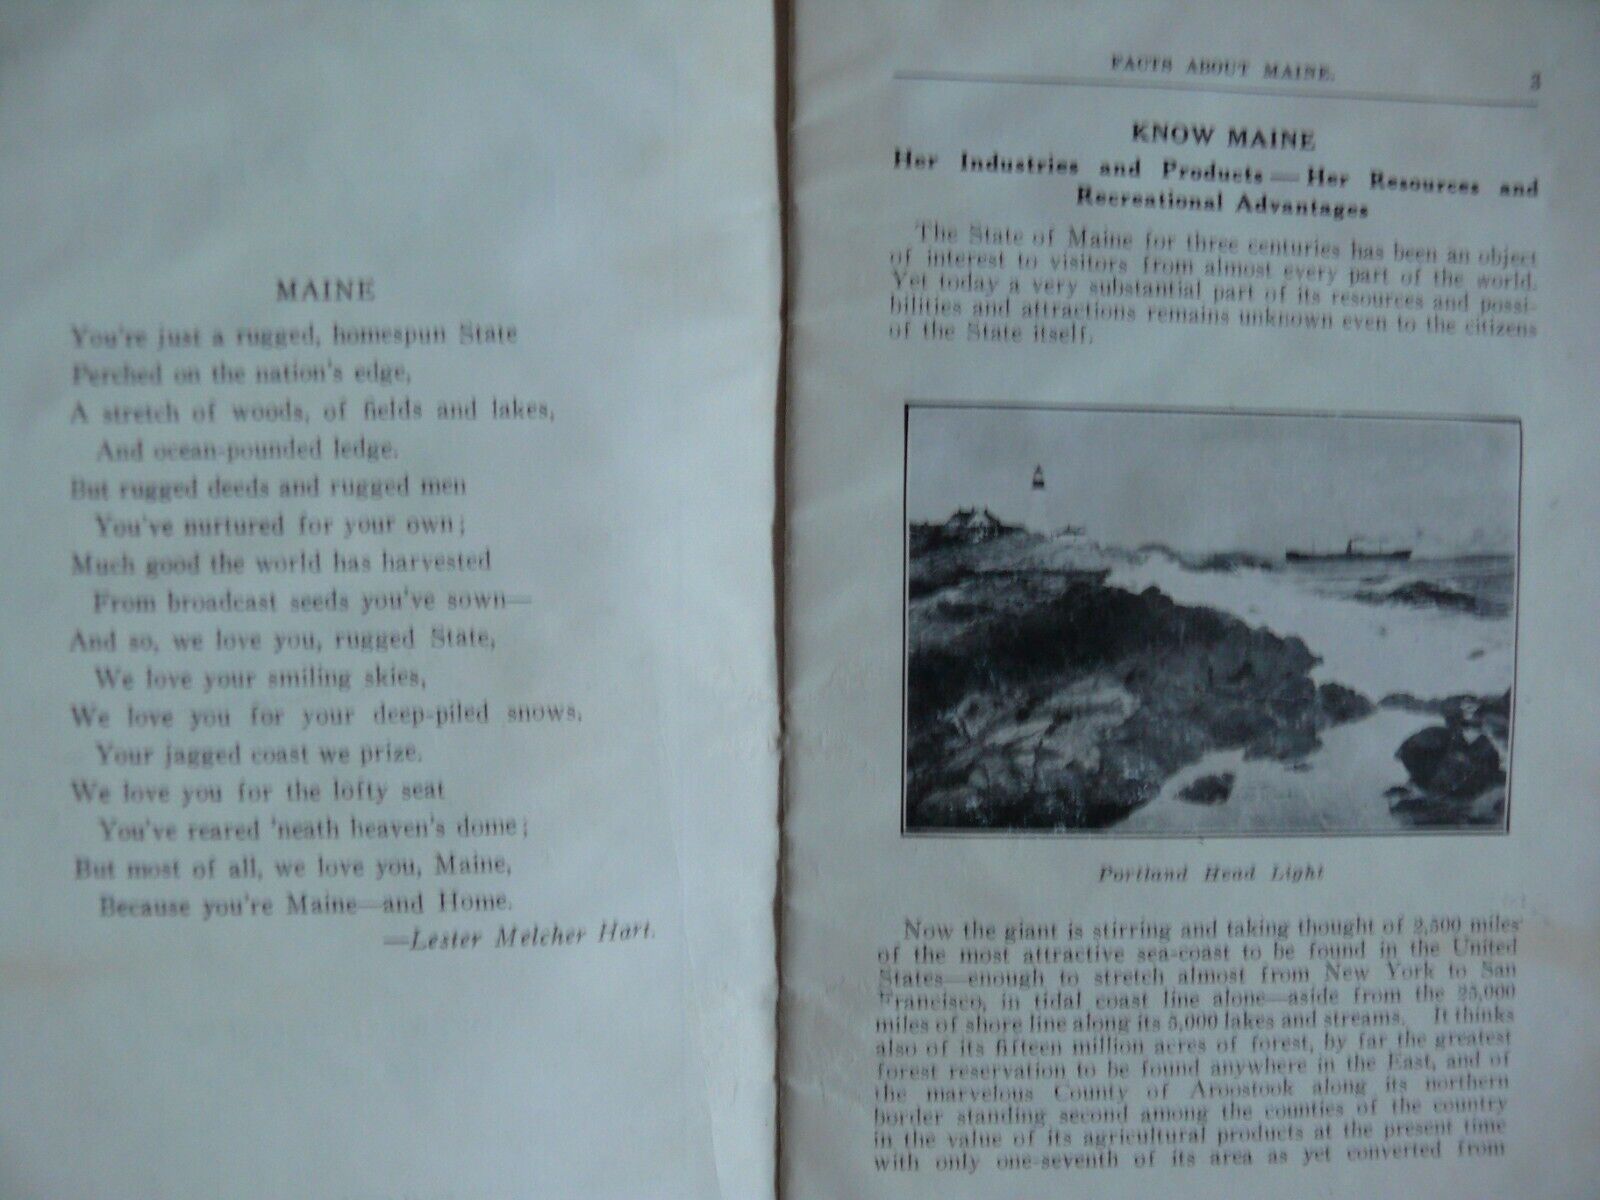 MAINE
You're just a rugged, homespun State
Perched on the nation's edge,
A stretch of woods, of fields and lakes,
And ocean-pounded ledge.
But rugged deeds and rugged men
You've nurtured for your own;
Much good the world has harvested
From broadcast seeds you've sown—
And so, we love you, rugged State,
We love your smiling skies,
We love you for your deep-piled snows,
Your jagged coast we prize.
We love you for the lofty seat
You've reared 'neath heaven's dome;
But most of all, we love you, Maine,
Because you're Maine—and Home.
—Lester Melcher Hart.
FACTS ABOUT MAINE. 3
KNOW MAINE
Her Industries and Products—Her Resources and
Recreational Advantages
The State of Maine for three centuries has been an object
of interest to visitors from almost every part of the world.
Yet today a very substantial part of its resources and possi-
bilities and attractions remains unknown even to the citizens
of the State itself.
Portland Head Light
Now the giant is stirring and taking thought of 2,500 miles
of the most attractive sea-coast to be found in the United
States—enough to stretch almost from New York to San
Francisco, in tidal coast line alone—aside from the 25,000
miles of shore line along its 5,000 lakes and streams. It thinks
also of its fifteen million acres of forest, by far the greatest
forest reservation to be found anywhere in the East, and of
the marvelous County of Aroostook along its northern
border standing second among the counties of the country
in the value of its agricultural products at the present time
with only one-seventh of its area as yet converted from